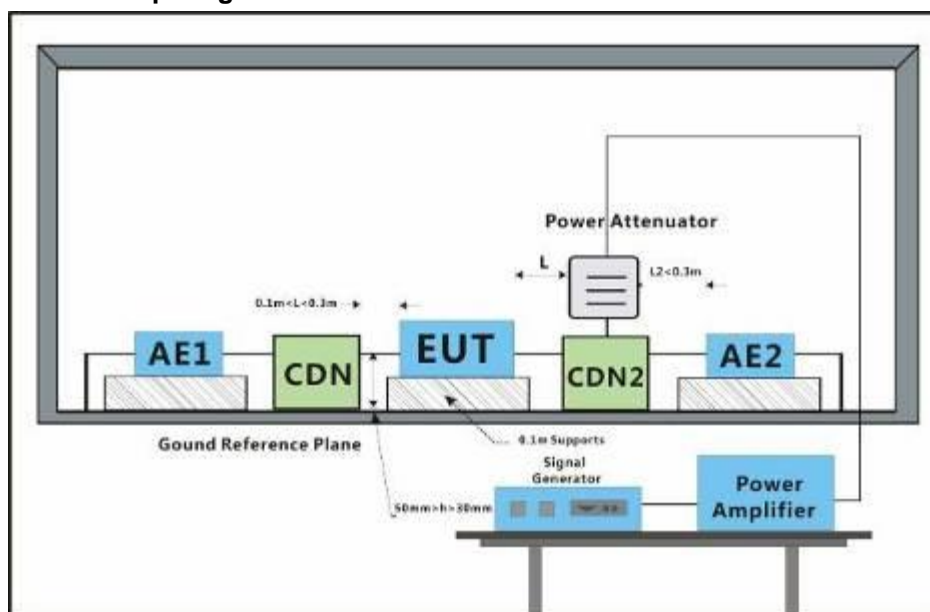 Power Attenuator
L
L2<0.3m
0.1m<L<0.3m
AE1
CDN
EUT
CDN2
AE2
Gound Reference Plane
0.1m Supports
Signal
Generator
50mm>h>30mm
Power
Amplifier